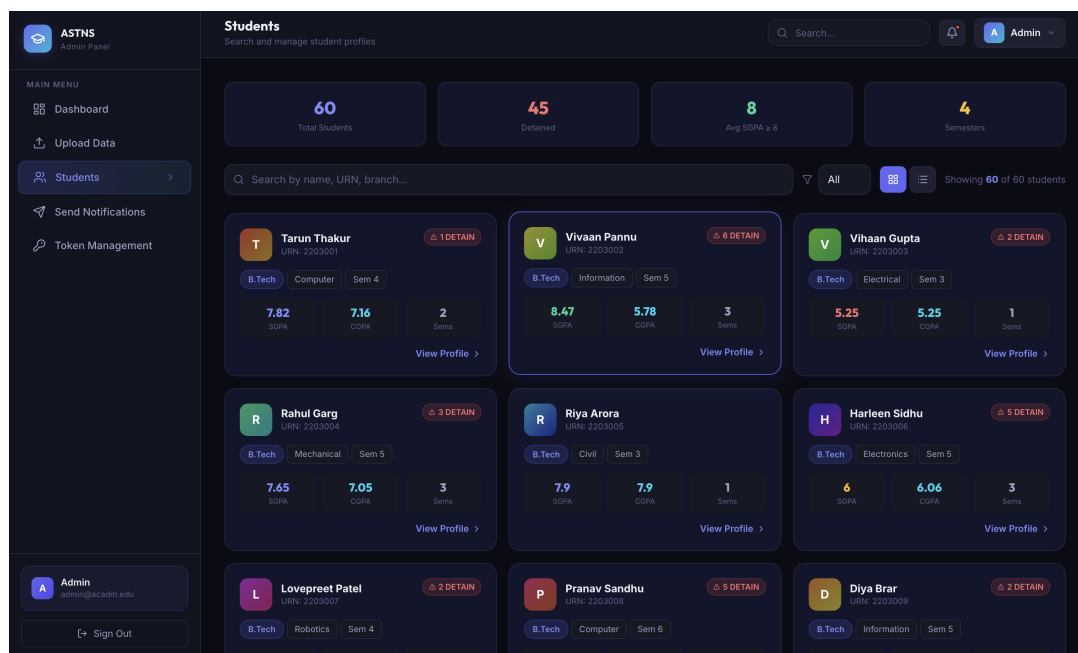 ASTNS
Admin Panel
MAIN MENU
Dashboard
Upload Data
Students
Send Notifications
Token Management
A
Admin
admin@acadm.edu
Sign Out
Students
Search and manage student profiles
Search...
A Admin
60
Total Students
45
Detained
8
Avg SGPA ≥ 8
4
Semesters
Search by name, URN, branch...
All
Showing 60 of 60 students
T
Tarun Thakur
URN: 2203001
1 DETAIN
B.Tech Computer Sem 4
7.82 7.16 2
SGPA CGPA Sems
View Profile
V
Vivaan Pannu
URN: 2203002
6 DETAIN
B.Tech Information Sem 5
8.47 5.78 3
SGPA CGPA Sems
View Profile
V
Vihaan Gupta
URN: 2203003
2 DETAIN
B.Tech Electrical Sem 3
5.25 5.25 1
SGPA CGPA Sems
View Profile
R
Rahul Garg
URN: 2203004
3 DETAIN
B.Tech Mechanical Sem 5
7.65 7.05 3
SGPA CGPA Sems
View Profile
R
Riya Arora
URN: 2203005
B.Tech Civil Sem 3
7.9 7.9 1
SGPA CGPA Sems
View Profile
H
Harleen Sidhu
URN: 2203006
5 DETAIN
B.Tech Electronics Sem 5
6 6.06 3
SGPA CGPA Sems
View Profile
L
Lovepreet Patel
URN: 2203007
2 DETAIN
B.Tech Robotics Sem 4
P
Pranav Sandhu
URN: 2203008
5 DETAIN
B.Tech Computer Sem 6
D
Diya Brar
URN: 2203009
2 DETAIN
B.Tech Information Sem 5